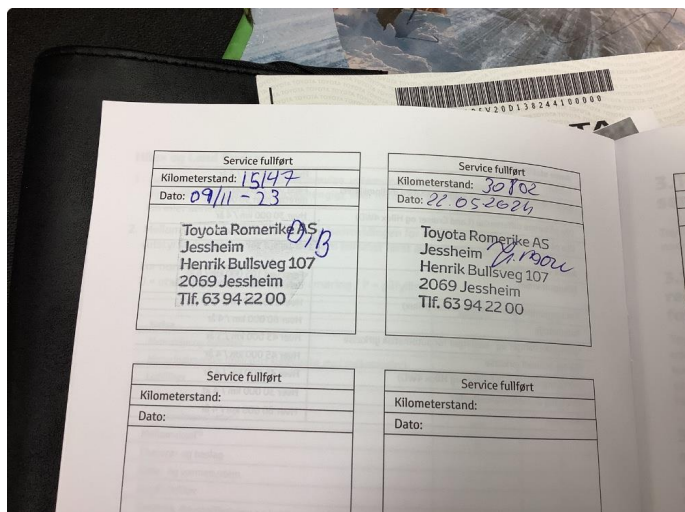 Service fullført
Kilometerstand: 15147
Dato: 09/11 - 23
Toyota Romerike AS
Jessheim
Henrik Bullsveg 107
2069 Jessheim
Tlf. 63 94 22 00
Service fullført
Kilometerstand: 30802
Dato: 22.05.2024
Toyota Romerike AS
Jessheim
Henrik Bullsveg 107
2069 Jessheim
Tlf. 63 94 22 00
Service fullført
Kilometerstand:
Dato:
Service fullført
Kilometerstand:
Dato: